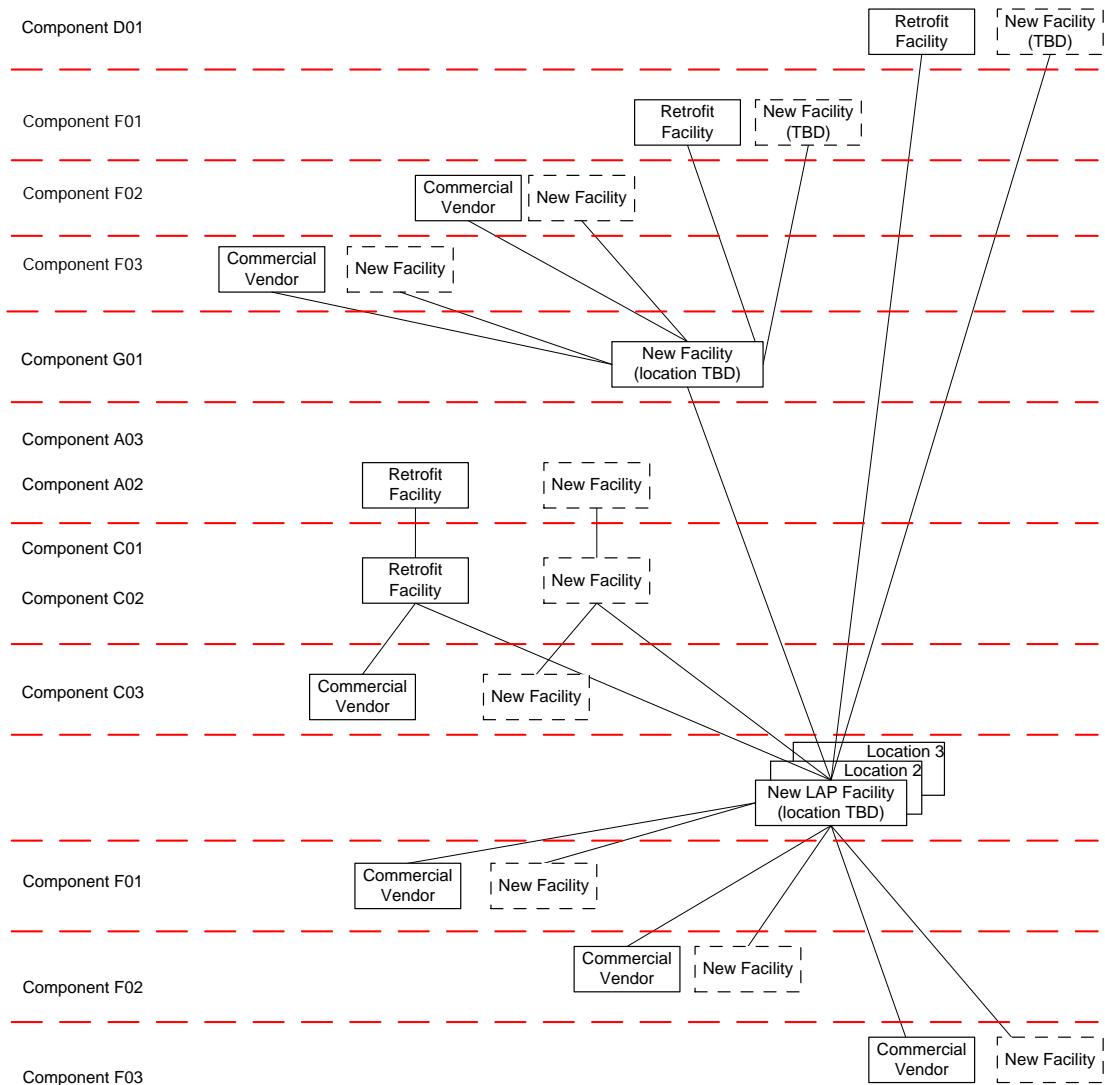 Component D01
Retrofit
Facility
New Facility
(TBD)
Component F01
Retrofit
Facility
New Facility
(TBD)
Component F02
Commercial
Vendor
New Facility
Component F03
Commercial
Vendor
New Facility
Component G01
New Facility
(location TBD)
Component A03
Component A02
Retrofit
Facility
New Facility
Component C01
Retrofit
Facility
New Facility
Component C02
Component C03
Commercial
Vendor
New Facility
Location 3
Location 2
New LAP Facility
(location TBD)
Component F01
Commercial
Vendor
New Facility
Component F02
Commercial
Vendor
New Facility
Component F03
Commercial
Vendor
New Facility